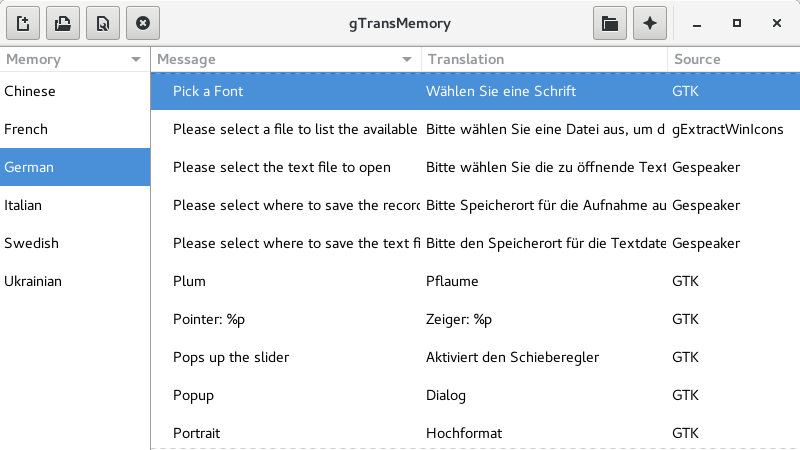 gTransMemory
Memory Message Translation Source
Chinese Pick a Font Wählen Sie eine Schrift GTK
French Please select a file to list the available Bitte wählen Sie eine Datei aus, um d gExtractWinIcons
German Please select the text file to open Bitte wählen Sie die zu öffnende Text Gespeaker
Italian Please select where to save the record Bitte Speicherort für die Aufnahme au Gespeaker
Swedish Please select where to save the text fi Bitte den Speicherort für die Textdate Gespeaker
Ukrainian Plum Pflaume GTK
Pointer: %p Zeiger: %p GTK
Pops up the slider Aktiviert den Schieberegler GTK
Popup Dialog GTK
Portrait Hochformat GTK